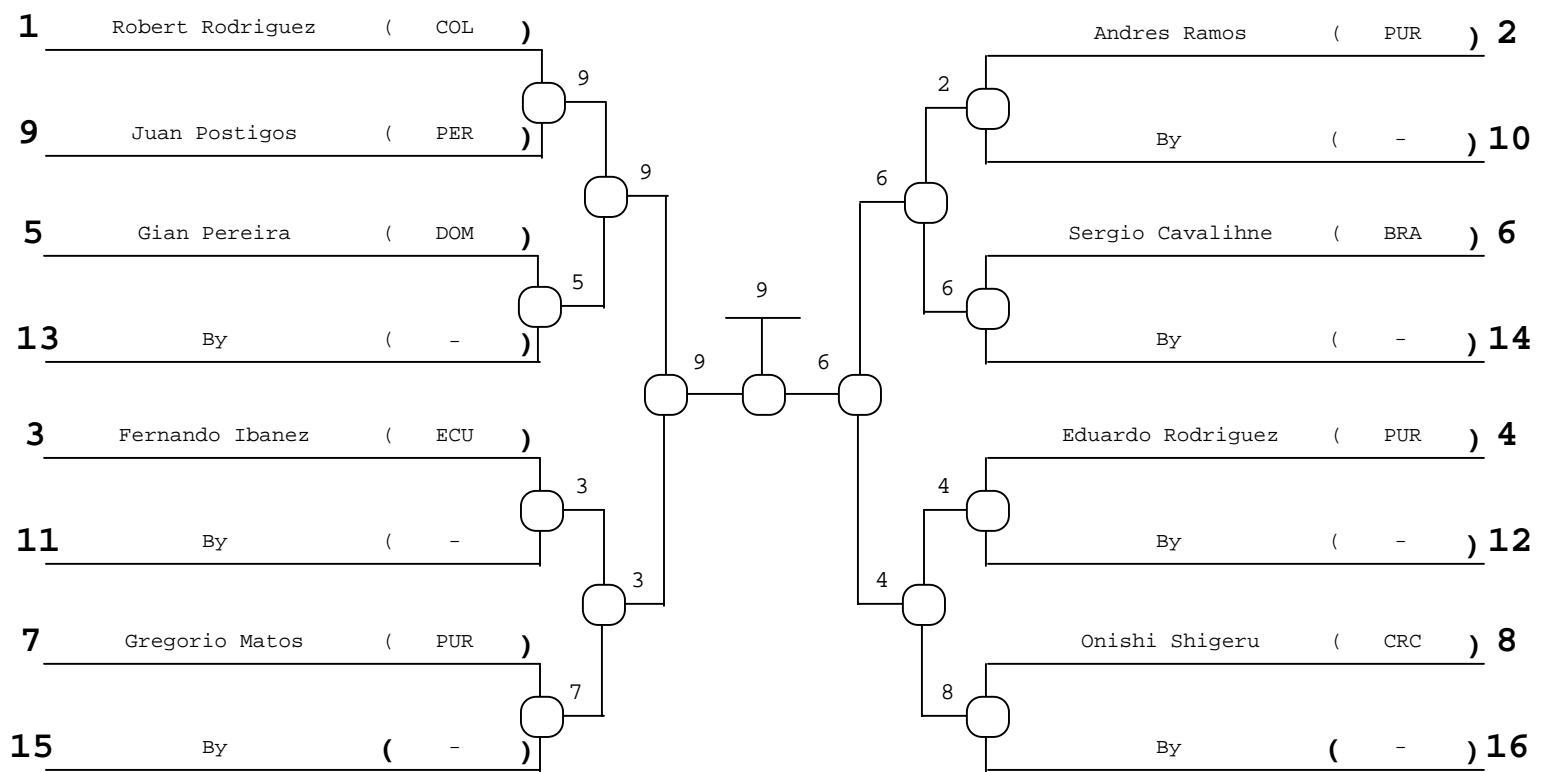 1 Robert Rodriguez ( COL )
9
9 Juan Postigos ( PER )
9
5 Gian Pereira ( DOM )
5
13 By ( - )
9
3 Fernando Ibanez ( ECU )
3
11 By ( -
3
7 Gregorio Matos ( PUR )
7
15 By ( - )
9
Andres Ramos ( PUR ) 2
2
By ( - ) 10
6
Sergio Cavalihne ( BRA ) 6
6
By ( - ) 14
6
Eduardo Rodriguez ( PUR ) 4
4
By ( - ) 12
4
Onishi Shigeru ( CRC ) 8
8
By ( - ) 16